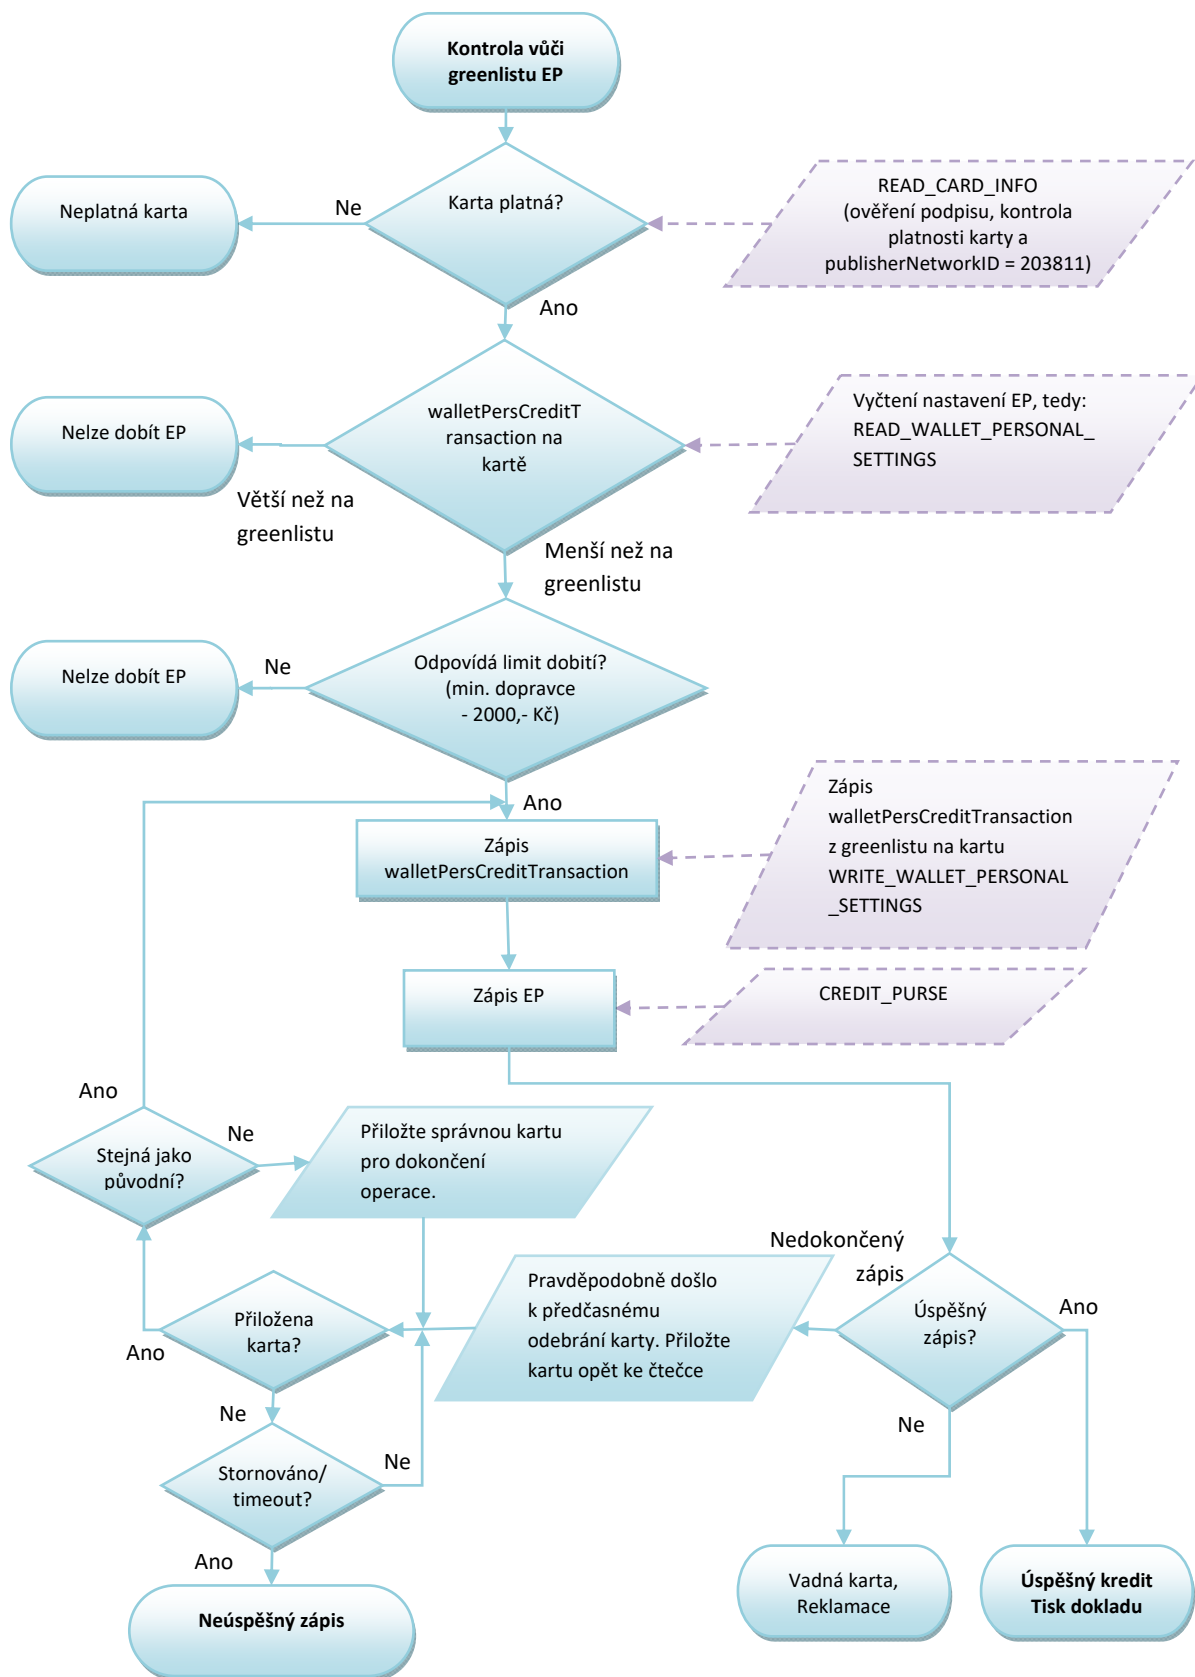 Kontrola vůči
greenlistu EP
Neplatná karta
Ne
Karta platná?
READ_CARD_INFO
(ověření podpisu, kontrola
platnosti karty a
publisherNetworkID = 203811)
Ano
Nelze dobít EP
walletPersCreditT
ransaction na
kartě
Vyčtení nastavení EP, tedy:
READ_WALLET_PERSONAL_
SETTINGS
Větší než na
greenlistu
Menší než na
greenlistu
Nelze dobít EP
Ne
Odpovídá limit dobití?
(min. dopravce
- 2000,- Kč)
Ano
Zápis
walletPersCreditTransaction
Zápis
walletPersCreditTransaction
z greenlistu na kartu
WRITE_WALLET_PERSONAL
_SETTINGS
Zápis EP
CREDIT_PURSE
Ano
Stejná jako
původní?
Ne
Přiložte správnou kartu
pro dokončení
operace.
Nedokončený
zápis
Přiložena
karta?
Ano
Pravděpodobně došlo
k předčasnému
odebrání karty. Přiložte
kartu opět ke čtečce
Úspěšný
zápis?
Ano
Ne
Ne
Stornováno/
timeout?
Ne
Ano
Neúspěšný zápis
Vadná karta,
Reklamace
Úspěšný kredit
Tisk dokladu